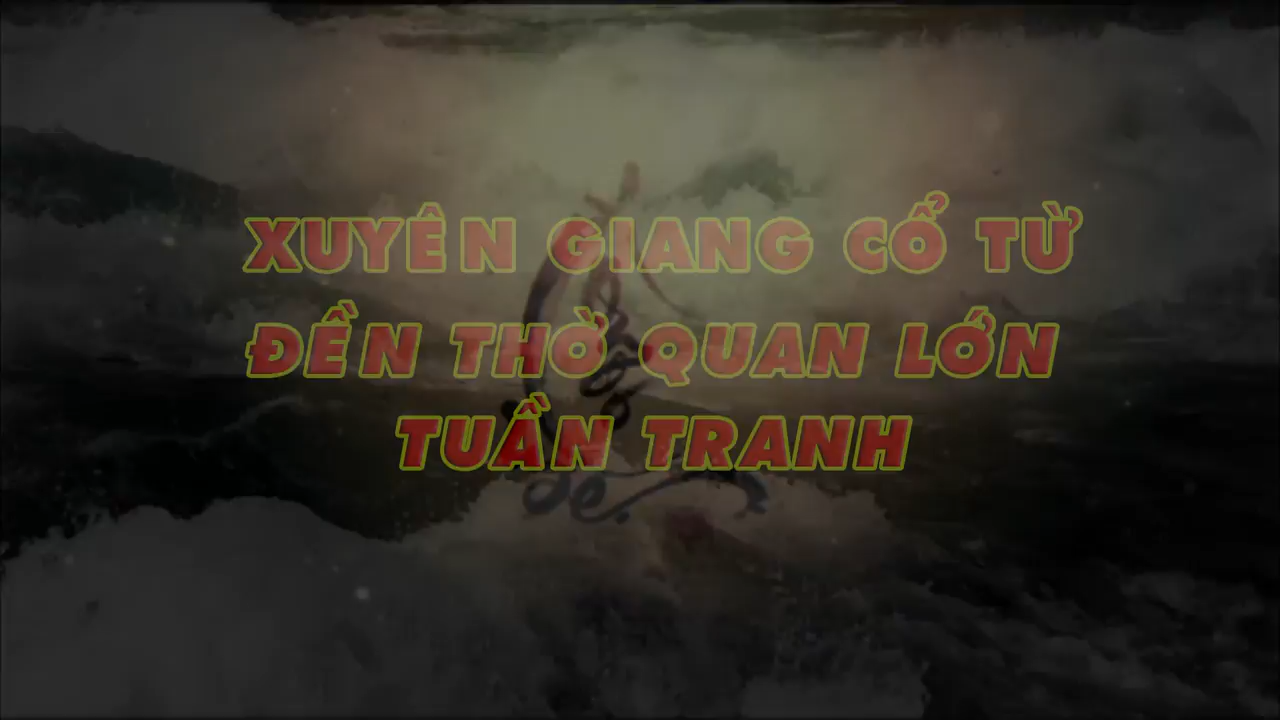 XUYÊN GIANG CỔ TỪ
ĐỀN THỜ QUAN LỚN
TUẦN TRANH